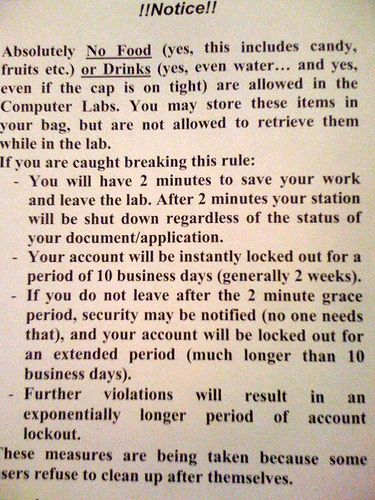 !!Notice!!
Absolutely No Food (yes, this includes candy,
fruits etc.) or Drinks (yes, even water… and yes,
even if the cap is on tight) are allowed in the
Computer Labs. You may store these items in
your bag, but are not allowed to retrieve them
while in the lab.
If you are caught breaking this rule:
- You will have 2 minutes to save your work
and leave the lab. After 2 minutes your station
will be shut down regardless of the status of
your document/application.
- Your account will be instantly locked out for a
period of 10 business days (generally 2 weeks).
- If you do not leave after the 2 minute grace
period, security may be notified (no one needs
that), and your account will be locked out for
an extended period (much longer than 10
business days).
- Further violations will result in an
exponentially longer period of account
lockout.
hese measures are being taken because some
sers refuse to clean up after themselves.